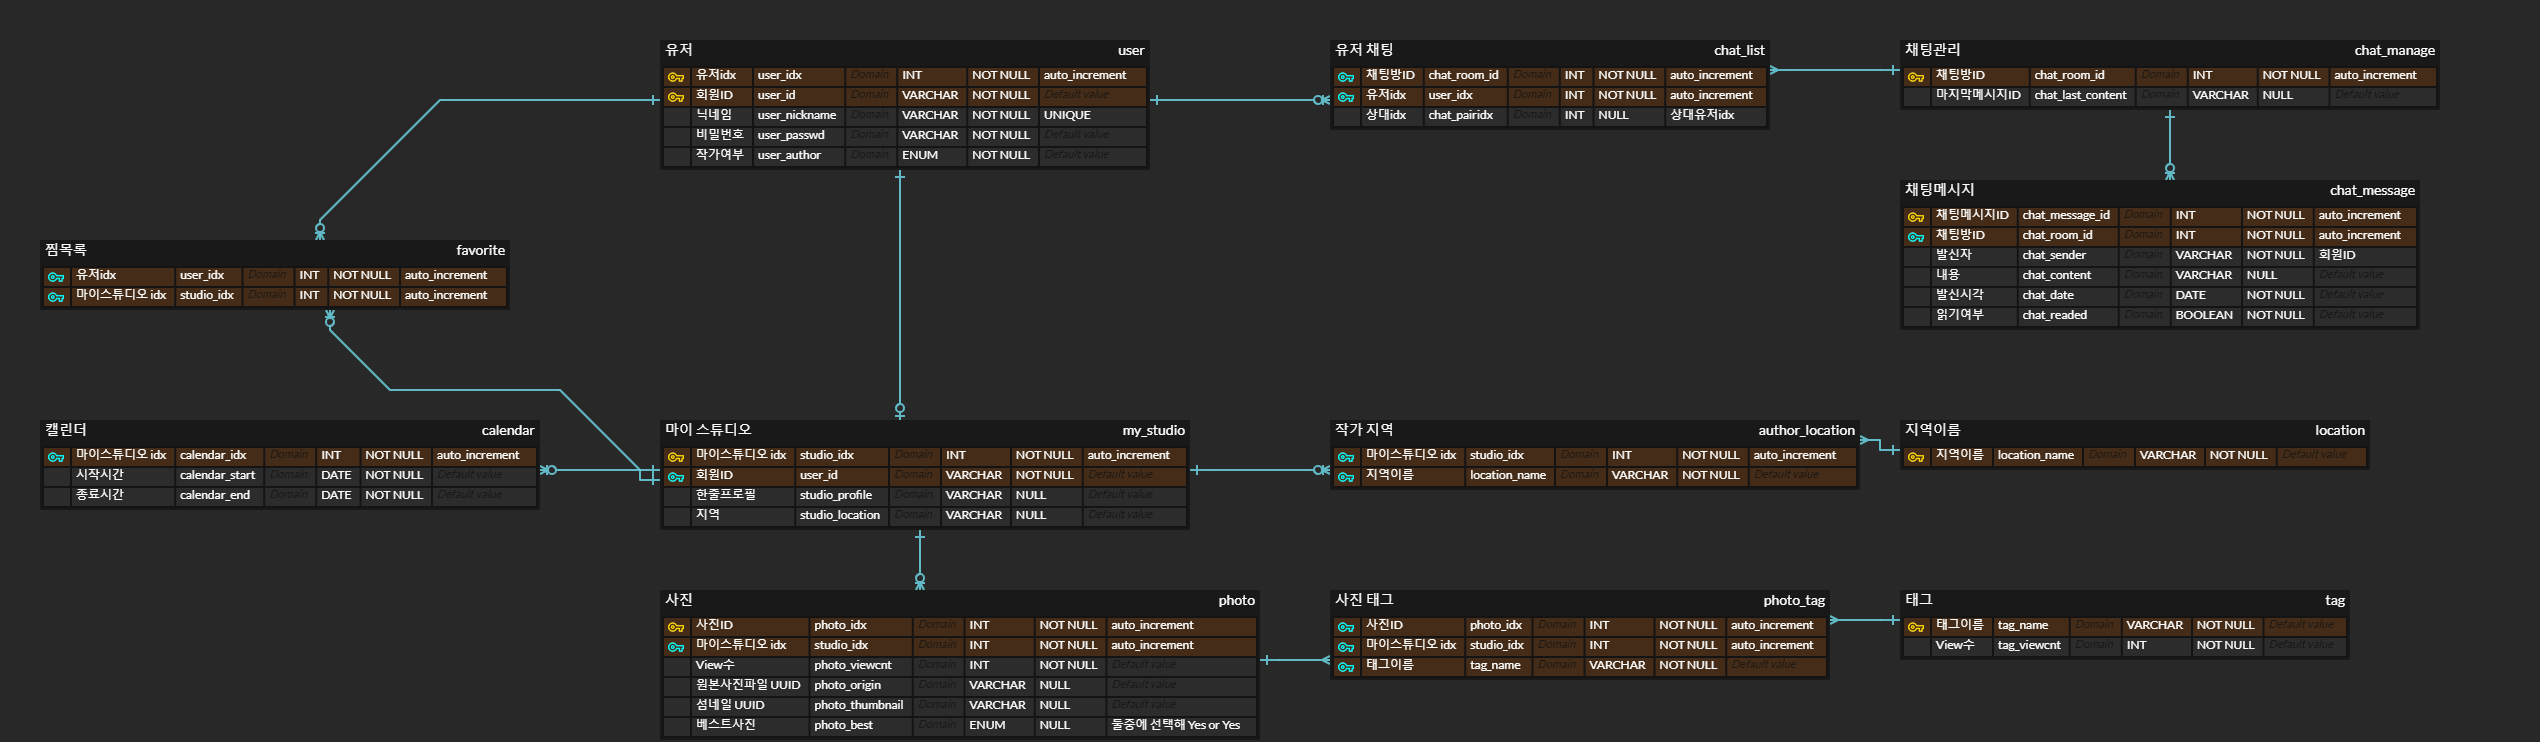 유저 user
유저idx user_idx Domain INT NOT NULL auto_increment
회원ID user_id Domain VARCHAR NOT NULL Default value
닉네임 user_nickname Domain VARCHAR NOT NULL UNIQUE
비밀번호 user_passwd Domain VARCHAR NOT NULL Default value
작가여부 user_author Domain ENUM NOT NULL Default value
유저 채팅 chat_list
채팅방ID chat_room_id Domain INT NOT NULL auto_increment
유저idx user_idx Domain INT NOT NULL auto_increment
상대idx chat_pairidx Domain INT NULL 상대유저idx
채팅관리 chat_manage
채팅방ID chat_room_id Domain INT NOT NULL auto_increment
마지막메시지ID chat_last_content Domain VARCHAR NULL Default value
채팅메시지 chat_message
채팅메시지ID chat_message_id Domain INT NOT NULL auto_increment
채팅방ID chat_room_id Domain INT NOT NULL auto_increment
발신자 chat_sender Domain VARCHAR NOT NULL 회원ID
내용 chat_content Domain VARCHAR NULL Default value
발신시각 chat_date Domain DATE NOT NULL Default value
읽기여부 chat_readed Domain BOOLEAN NOT NULL Default value
찜목록 favorite
유저idx user_idx Domain INT NOT NULL auto_increment
마이스튜디오 idx studio_idx Domain INT NOT NULL auto_increment
캘린더 calendar
마이스튜디오 idx calendar_idx Domain INT NOT NULL auto_increment
시작시간 calendar_start Domain DATE NOT NULL Default value
종료시간 calendar_end Domain DATE NOT NULL Default value
마이 스튜디오 my_studio
마이스튜디오 idx studio_idx Domain INT NOT NULL auto_increment
회원ID user_id Domain VARCHAR NOT NULL Default value
한줄프로필 studio_profile Domain VARCHAR NULL Default value
지역 studio_location Domain VARCHAR NULL Default value
작가 지역 author_location
마이스튜디오 idx studio_idx Domain INT NOT NULL auto_increment
지역이름 location_name Domain VARCHAR NOT NULL Default value
지역이름 location
지역이름 location_name Domain VARCHAR NOT NULL Default value
사진 photo
사진ID photo_idx Domain INT NOT NULL auto_increment
마이스튜디오 idx studio_idx Domain INT NOT NULL auto_increment
View수 photo_viewcnt Domain INT NOT NULL Default value
원본사진파일 UUID photo_origin Domain VARCHAR NULL Default value
섬네일 UUID photo_thumbnail Domain VARCHAR NULL Default value
베스트사진 photo_best Domain ENUM NULL 둘중에 선택해 Yes or Yes
사진 태그 photo_tag
사진ID photo_idx Domain INT NOT NULL auto_increment
마이스튜디오 idx studio_idx Domain INT NOT NULL auto_increment
태그이름 tag_name Domain VARCHAR NOT NULL Default value
태그 tag
태그이름 tag_name Domain VARCHAR NOT NULL Default value
View수 tag_viewcnt Domain INT NOT NULL Default value